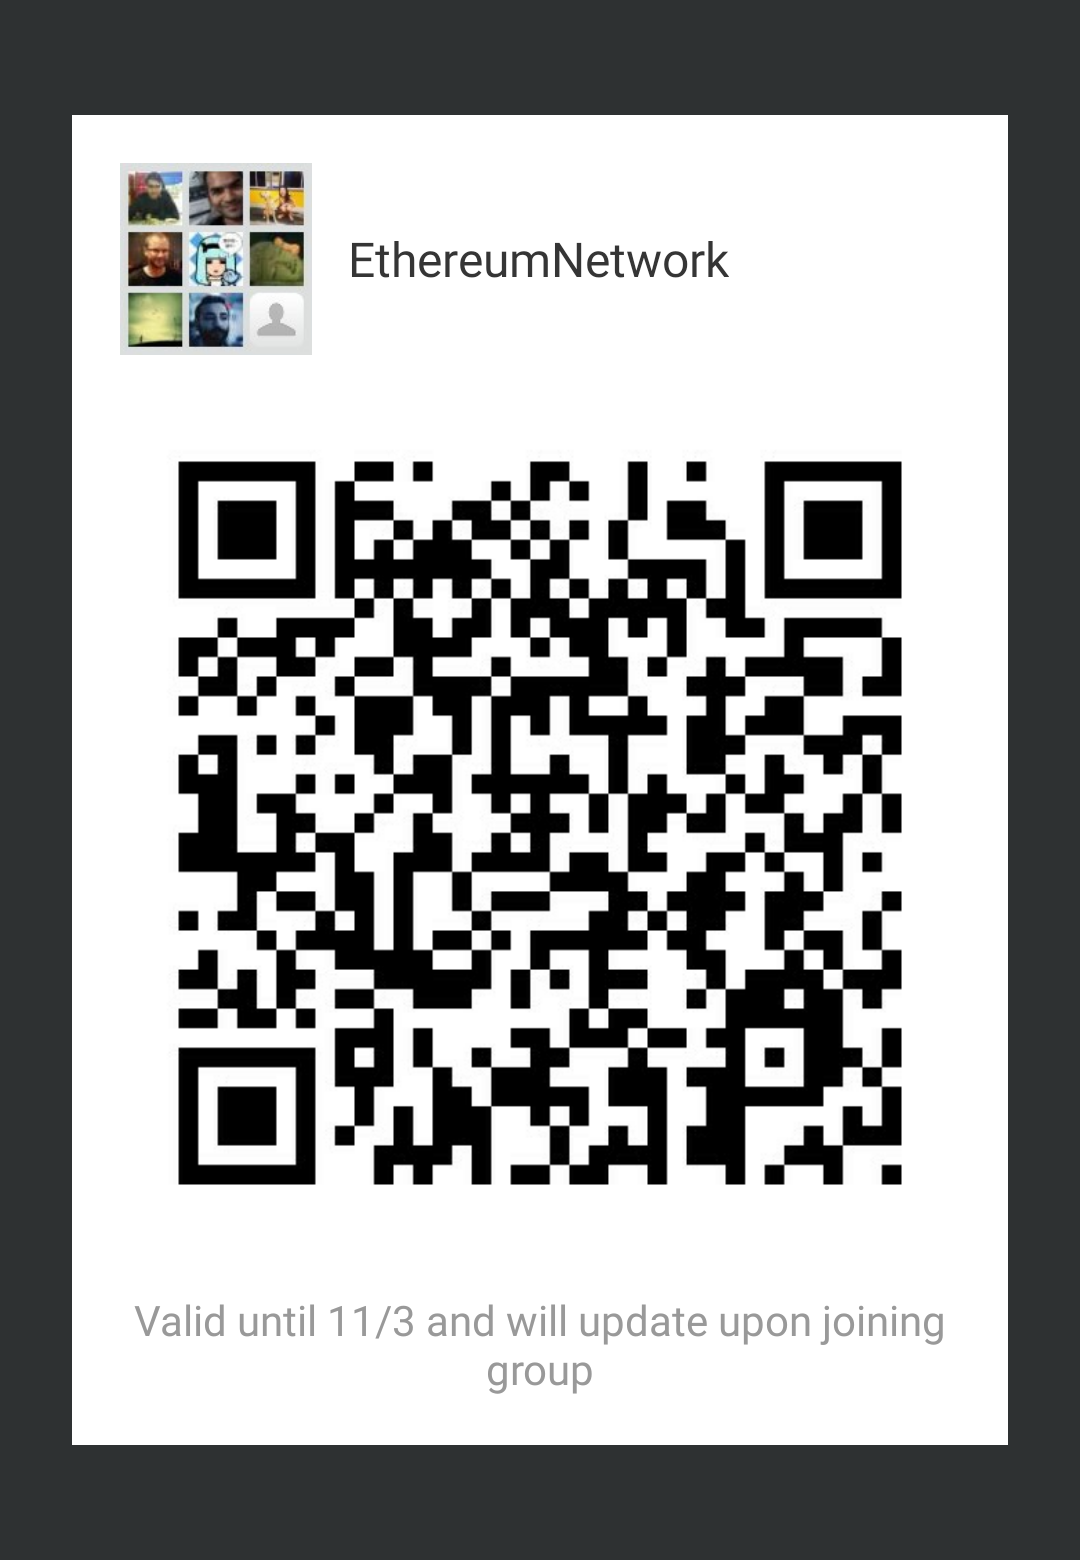 EthereumNetwork
Valid until 11/3 and will update upon joining
group